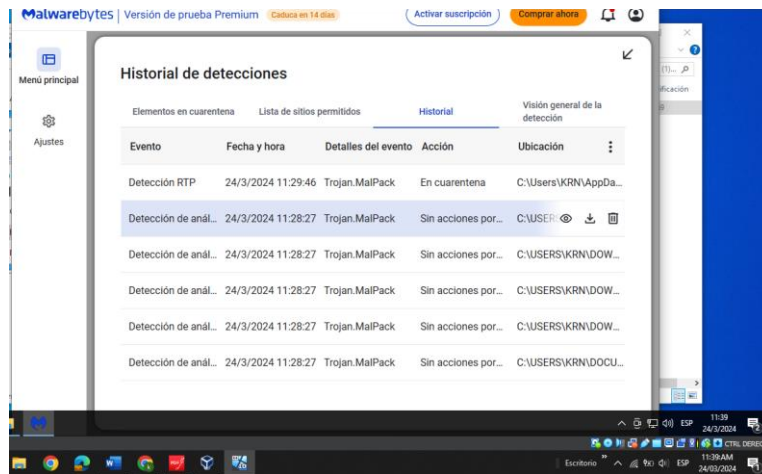 Malwarebytes | Versión de prueba Premium Caduca en 14 días Activar suscripción Comprar ahora
Menú principal
Ajustes
Historial de detecciones
Elementos en cuarentena Lista de sitios permitidos Historial Visión general de la detección
Evento Fecha y hora Detalles del evento Acción Ubicación
Detección RTP 24/3/2024 11:29:46 Trojan.MalPack En cuarentena C:\Users\KRN\AppDa...
Detección de anál... 24/3/2024 11:28:27 Trojan.MalPack Sin acciones por... C:\USER
Detección de anál... 24/3/2024 11:28:27 Trojan.MalPack Sin acciones por... C:\USERS\KRN\DOW...
Detección de anál... 24/3/2024 11:28:27 Trojan.MalPack Sin acciones por... C:\USERS\KRN\DOW...
Detección de anál... 24/3/2024 11:28:27 Trojan.MalPack Sin acciones por... C:\USERS\KRN\DOW...
Detección de anál... 24/3/2024 11:28:27 Trojan.MalPack Sin acciones por... C:\USERS\KRN\DOCU...
(1)...
ificación
ESP 11:39
24/3/2024
CTRL DEREC
Escritorio ESP 11:39 AM
24/03/2024